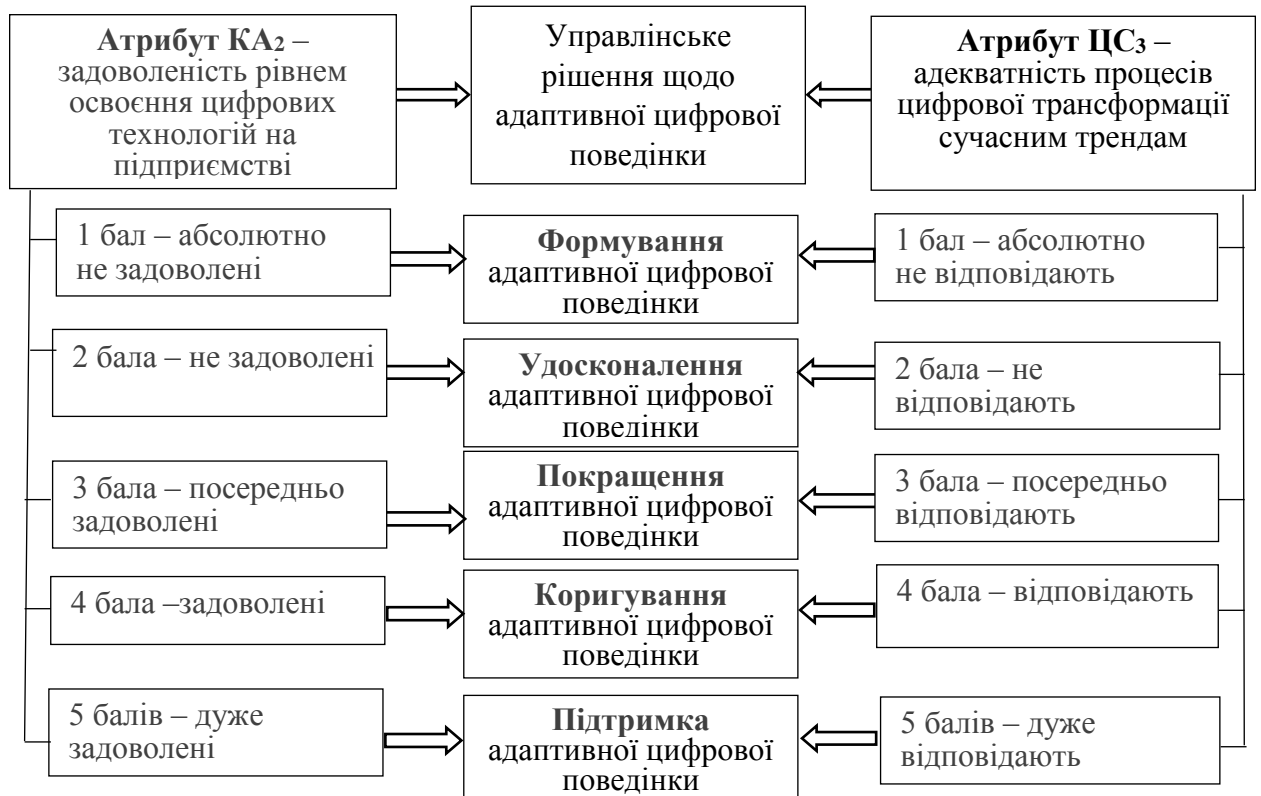 Атрибут КА2 –
задоволеність рівнем
освоєння цифрових
технологій на
підприємстві
Управлінське
рішення щодо
адаптивної цифрової
поведінки
Атрибут ЦС3 –
адекватність процесів
цифрової трансформації
сучасним трендам
1 бал – абсолютно
не задоволені
Формування
адаптивної цифрової
поведінки
1 бал – абсолютно
не відповідають
2 бала – не задоволені
Удосконалення
адаптивної цифрової
поведінки
2 бала – не
відповідають
3 бала – посередньо
задоволені
Покращення
адаптивної цифрової
поведінки
3 бала – посередньо
відповідають
4 бала –задоволені
Коригування
адаптивної цифрової
поведінки
4 бала – відповідають
5 балів – дуже
задоволені
Підтримка
адаптивної цифрової
поведінки
5 балів – дуже
відповідають